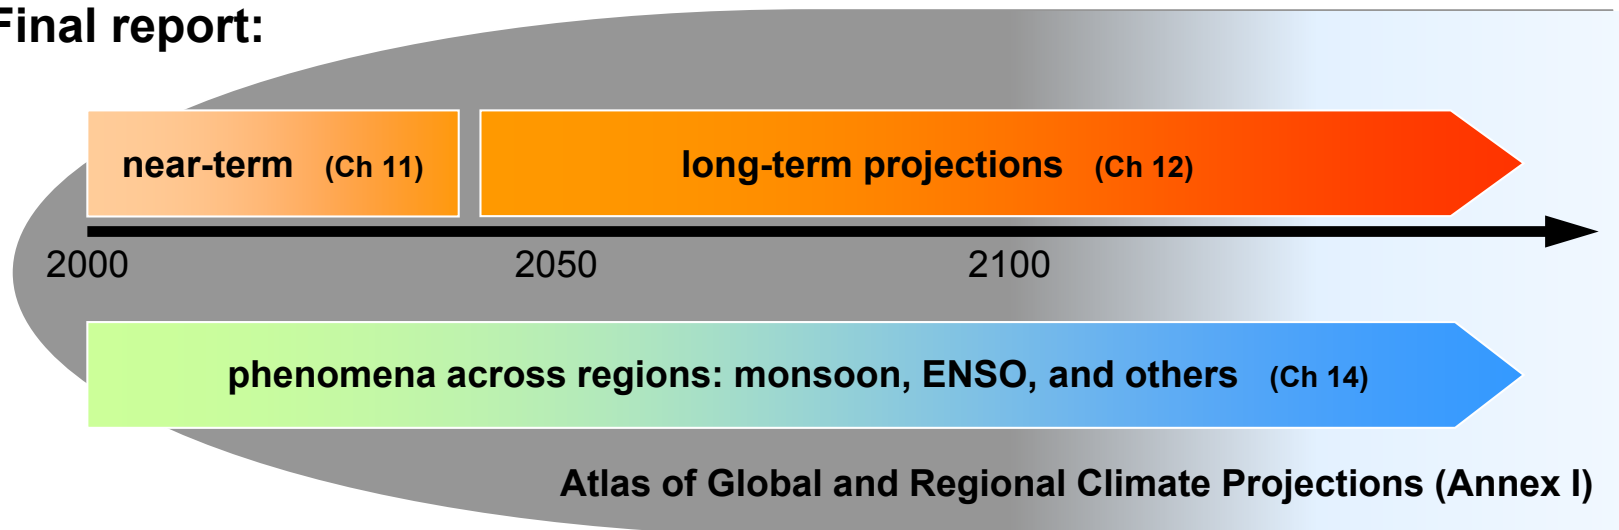 Final report:
near-term (Ch 11)
long-term projections (Ch 12)
2000
2050
2100
phenomena across regions: monsoon, ENSO, and others (Ch 14)
Atlas of Global and Regional Climate Projections (Annex I)